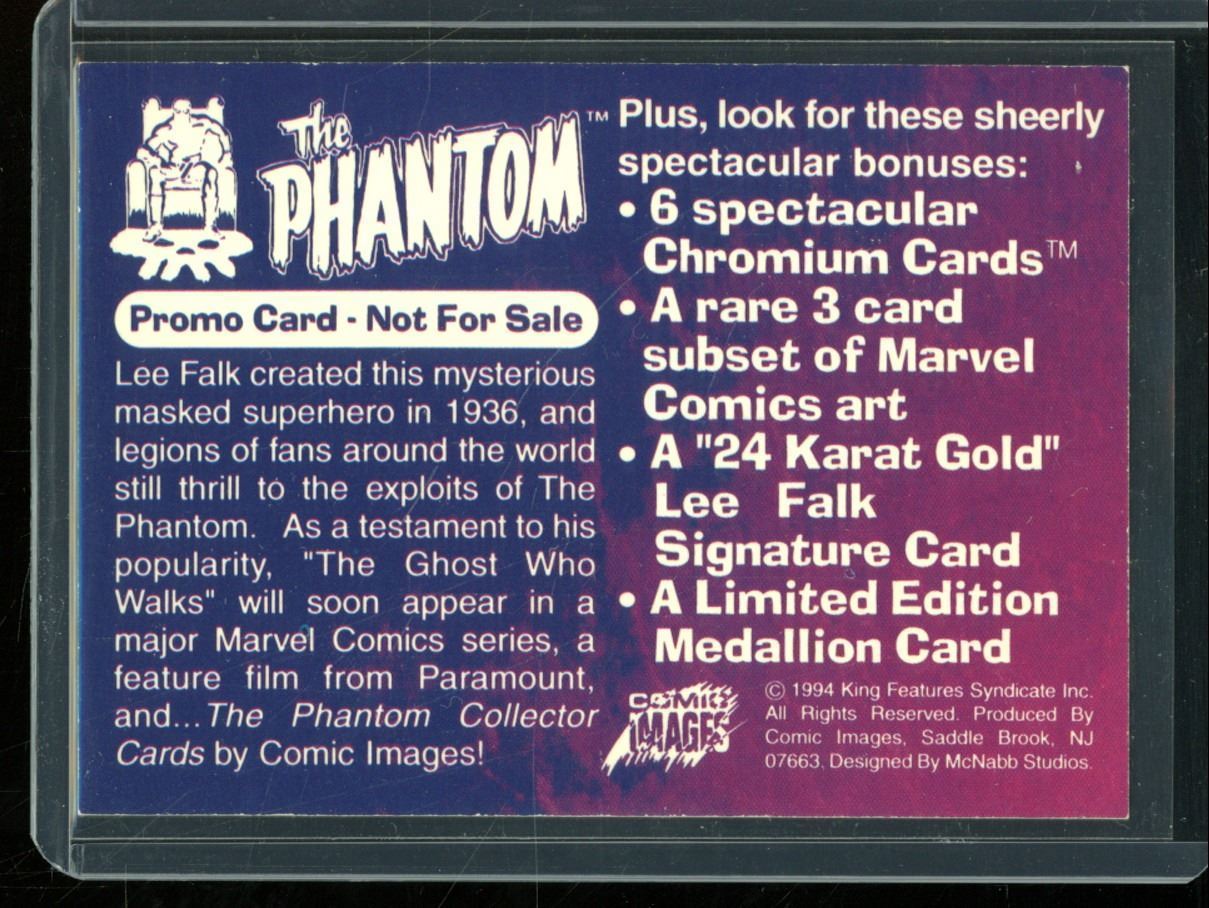 The
PHANTOM™
Promo Card - Not For Sale
Lee Falk created this mysterious
masked superhero in 1936, and
legions of fans around the world
still thrill to the exploits of The
Phantom. As a testament to his
popularity, "The Ghost Who
Walks" will soon appear in a
major Marvel Comics series, a
feature film from Paramount,
and...The Phantom Collector
Cards by Comic Images!
Plus, look for these sheerly
spectacular bonuses:
• 6 spectacular
Chromium Cards™
• A rare 3 card
subset of Marvel
Comics art
• A "24 Karat Gold"
Lee Falk
Signature Card
• A Limited Edition
Medallion Card
COMIC
IMAGES
© 1994 King Features Syndicate Inc.
All Rights Reserved. Produced By
Comic Images, Saddle Brook, NJ
07663. Designed By McNabb Studios.